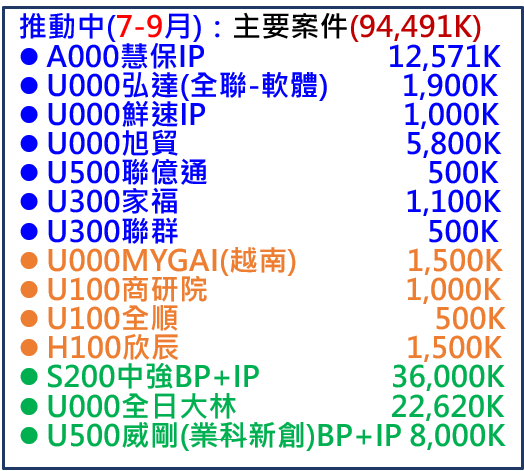 推動中(7-9月)：主要案件(94,491K)
● A000慧保IP 12,571K
● U000弘達(全聯-軟體) 1,900K
● U000鮮速IP 1,000K
● U000旭貿 5,800K
● U500聯億通 500K
● U300家福 1,100K
● U300聯群 500K
● U000MYGAI(越南) 1,500K
● U100商研院 1,000K
● U100全順 500K
● H100欣辰 1,500K
● S200中強BP+IP 36,000K
● U000全日大林 22,620K
● U500威剛(業科新創)BP+IP 8,000K